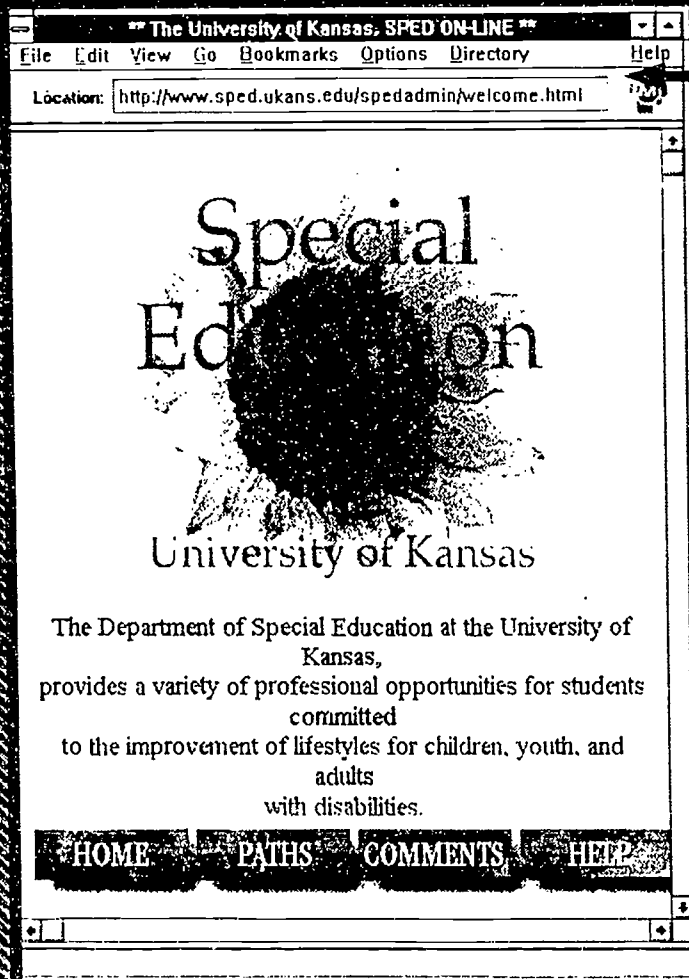 ** The University of Kansas, SPED ON-LINE **
File Edit View Go Bookmarks Options Directory Help
Location: http://www.sped.ukans.edu/spedadmin/welcome.html
Special
Education
University of Kansas
The Department of Special Education at the University of
Kansas,
provides a variety of professional opportunities for students
committed
to the improvement of lifestyles for children, youth, and
adults
with disabilities.
HOME PATHS COMMENTS HELP